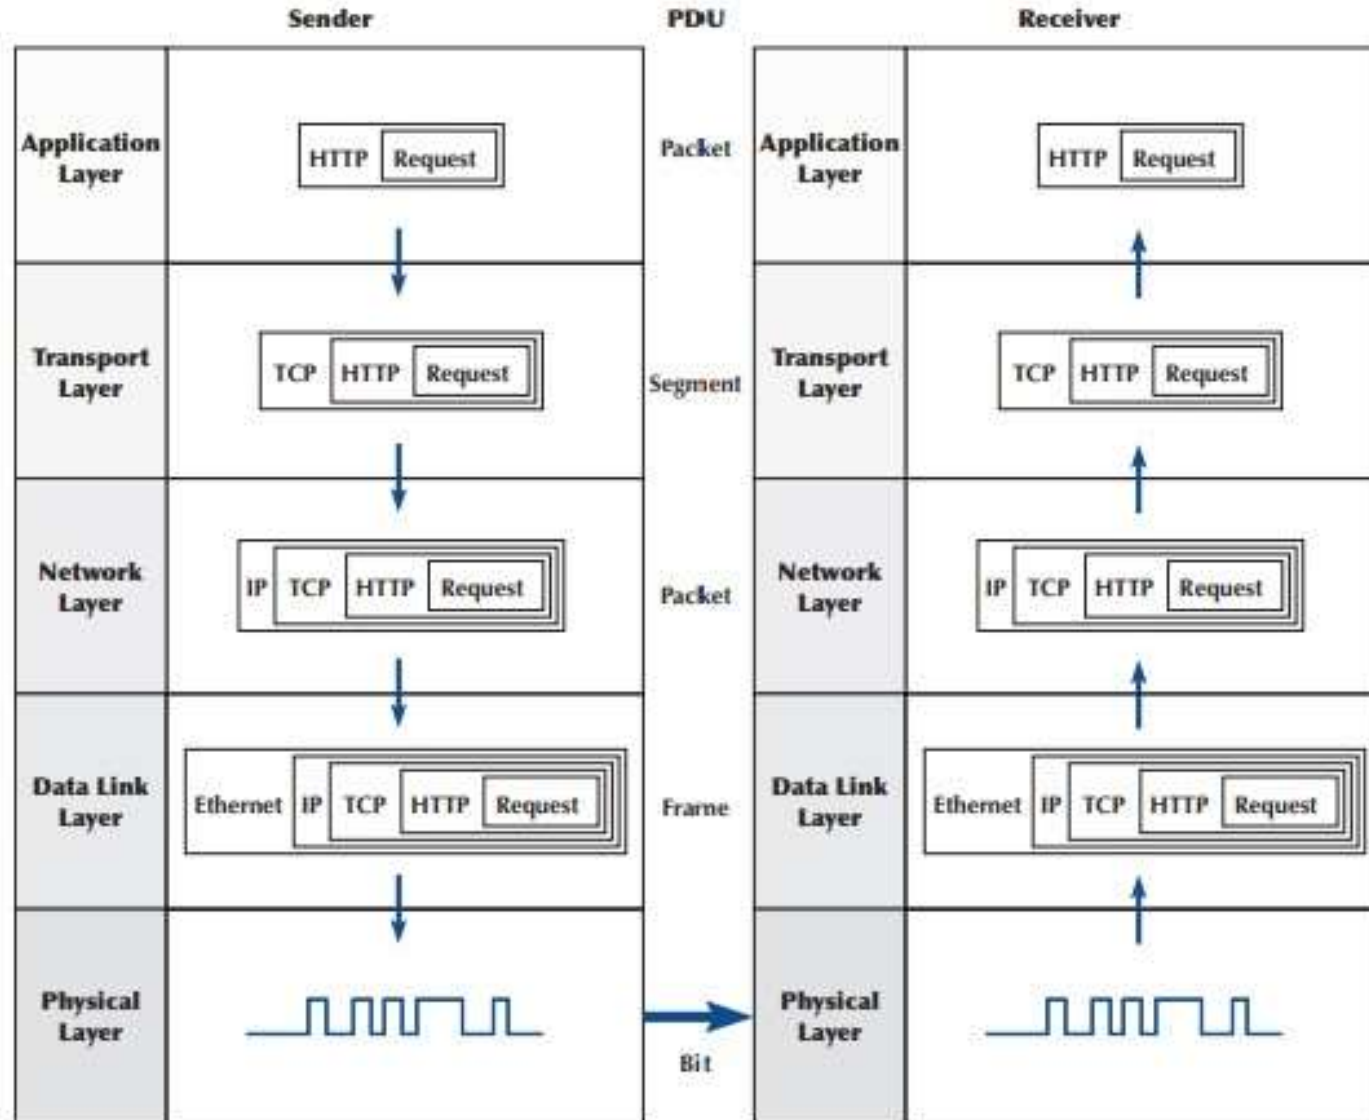 Sender PDU Receiver
Application
Layer
HTTP Request
Packet
Application
Layer
HTTP Request
Transport
Layer
TCP HTTP Request
Segment
Transport
Layer
TCP HTTP Request
Network
Layer
IP TCP HTTP Request
Packet
Network
Layer
IP TCP HTTP Request
Data Link
Layer
Ethernet IP TCP HTTP Request
Frame
Data Link
Layer
Ethernet IP TCP HTTP Request
Physical
Layer
Bit
Physical
Layer